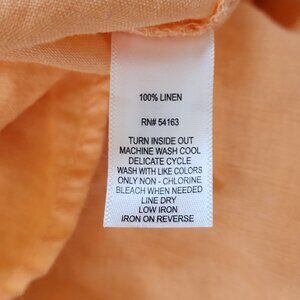 100% LINEN
RN# 54163
TURN INSIDE OUT
MACHINE WASH COOL
DELICATE CYCLE
WASH WITH LIKE COLORS
ONLY NON - CHLORINE
BLEACH WHEN NEEDED
LINE DRY
LOW IRON
IRON ON REVERSE